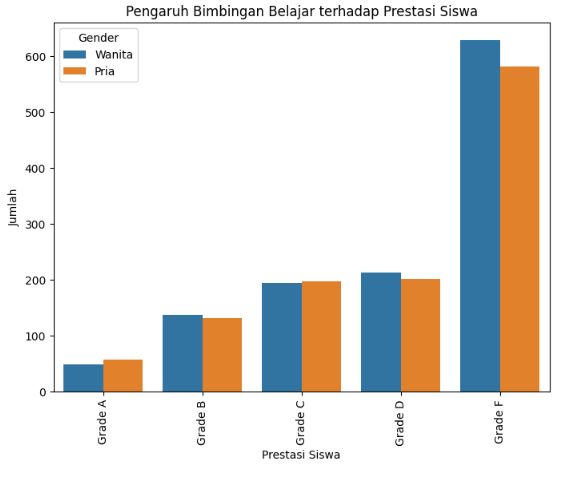 Pengaruh Bimbingan Belajar terhadap Prestasi Siswa
Gender
Wanita
Pria
600
500
400
300
200
100
0
Jumlah
Grade A
Grade B
Grade C
Grade D
Grade F
Prestasi Siswa